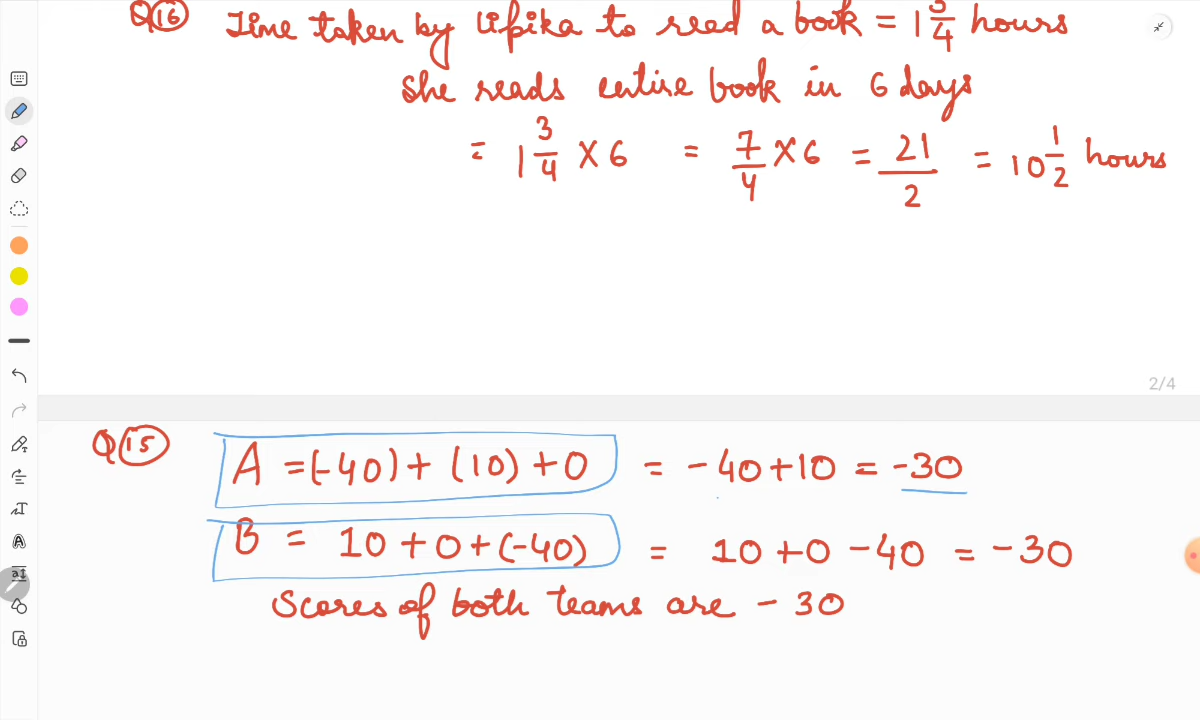 Q16 Time taken by Lipika to read a book = 1 3/4 hours
She reads entire book in 6 days
= 1 3/4 × 6 = 7/4 × 6 = 21/2 = 10 1/2 hours
2/4
Q15 A = (-40) + (10) + 0 = -40+10 = -30
B = 10 + 0 + (-40) = 10 + 0 - 40 = -30
Scores of both teams are - 30